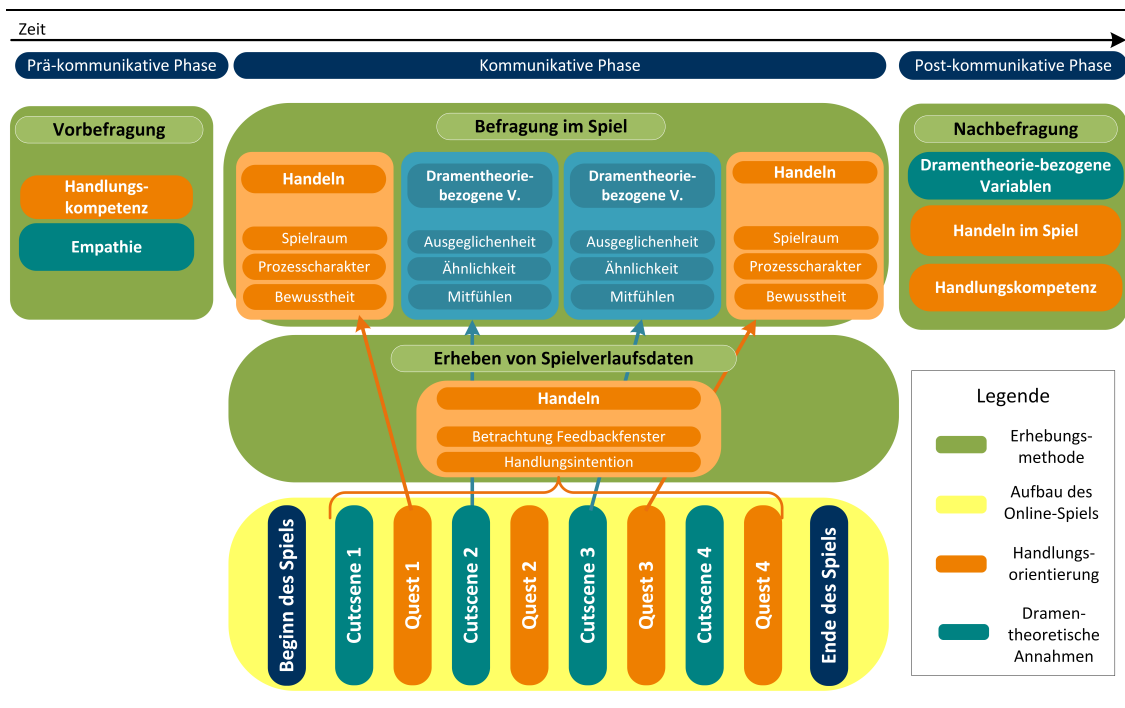 Zeit
Prä-kommunikative Phase
Kommunikative Phase
Post-kommunikative Phase
Vorbefragung
Handlungs-
kompetenz
Empathie
Befragung im Spiel
Handeln
Spielraum
Prozesscharakter
Bewusstheit
Dramentheorie-
bezogene V.
Ausgeglichenheit
Ähnlichkeit
Mitfühlen
Dramentheorie-
bezogene V.
Ausgeglichenheit
Ähnlichkeit
Mitfühlen
Handeln
Spielraum
Prozesscharakter
Bewusstheit
Nachbefragung
Dramentheorie-bezogene
Variablen
Handeln im Spiel
Handlungskompetenz
Erheben von Spielverlaufsdaten
Handeln
Betrachtung Feedbackfenster
Handlungsintention
Beginn des Spiels
Cutcsene 1
Quest 1
Cutscene 2
Quest 2
Cutscene 3
Quest 3
Cutscene 4
Quest 4
Ende des Spiels
Legende
Erhebungs-
methode
Aufbau des
Online-Spiels
Handlungs-
orientierung
Dramen-
theoretische
Annahmen